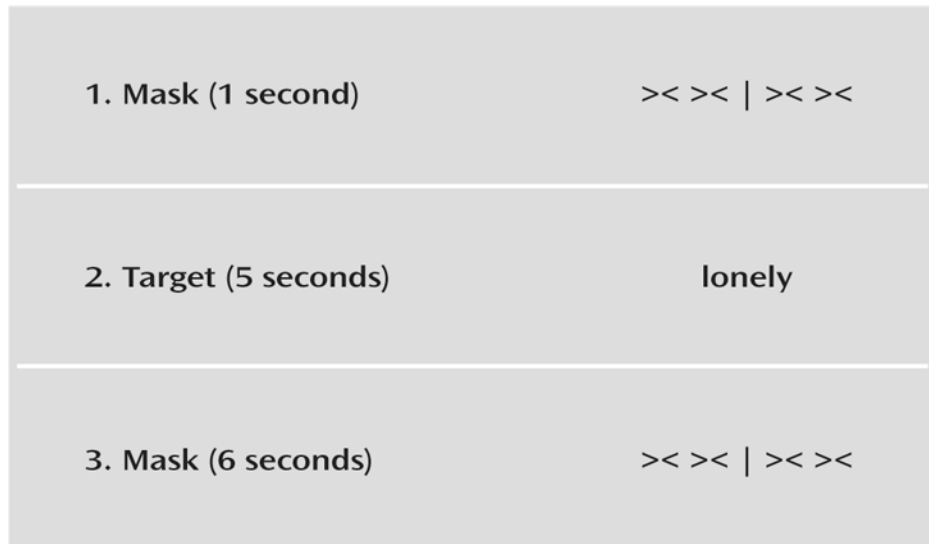 1. Mask (1 second) >< >< | >< ><
2. Target (5 seconds) lonely
3. Mask (6 seconds) >< >< | >< ><